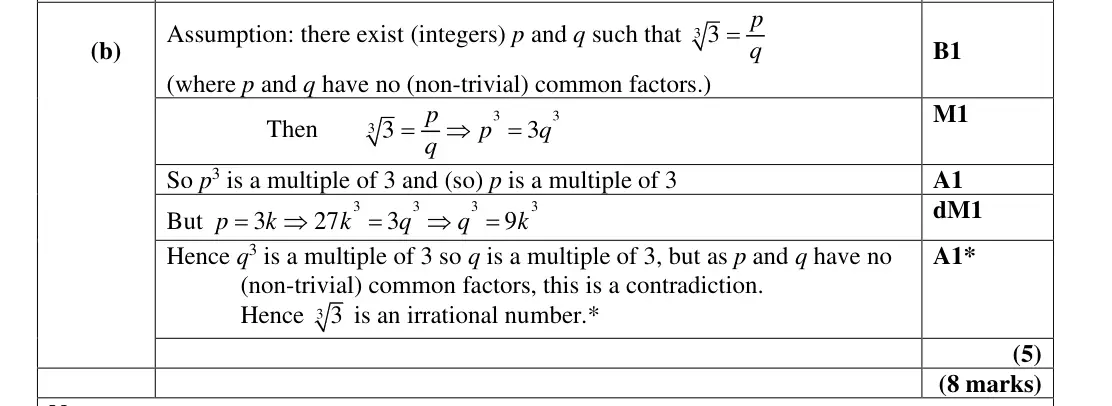 (b)
Assumption: there exist (integers) p and q such that ∛3 = p/q
B1
(where p and q have no (non-trivial) common factors.)
Then ∛3 = p/q ⇒ p³ = 3q³
M1
So p³ is a multiple of 3 and (so) p is a multiple of 3
A1
But p = 3k ⇒ 27k³ = 3q³ ⇒ q³ = 9k³
dM1
Hence q³ is a multiple of 3 so q is a multiple of 3, but as p and q have no
A1*
(non-trivial) common factors, this is a contradiction.
Hence ∛3 is an irrational number.*
(5)
(8 marks)